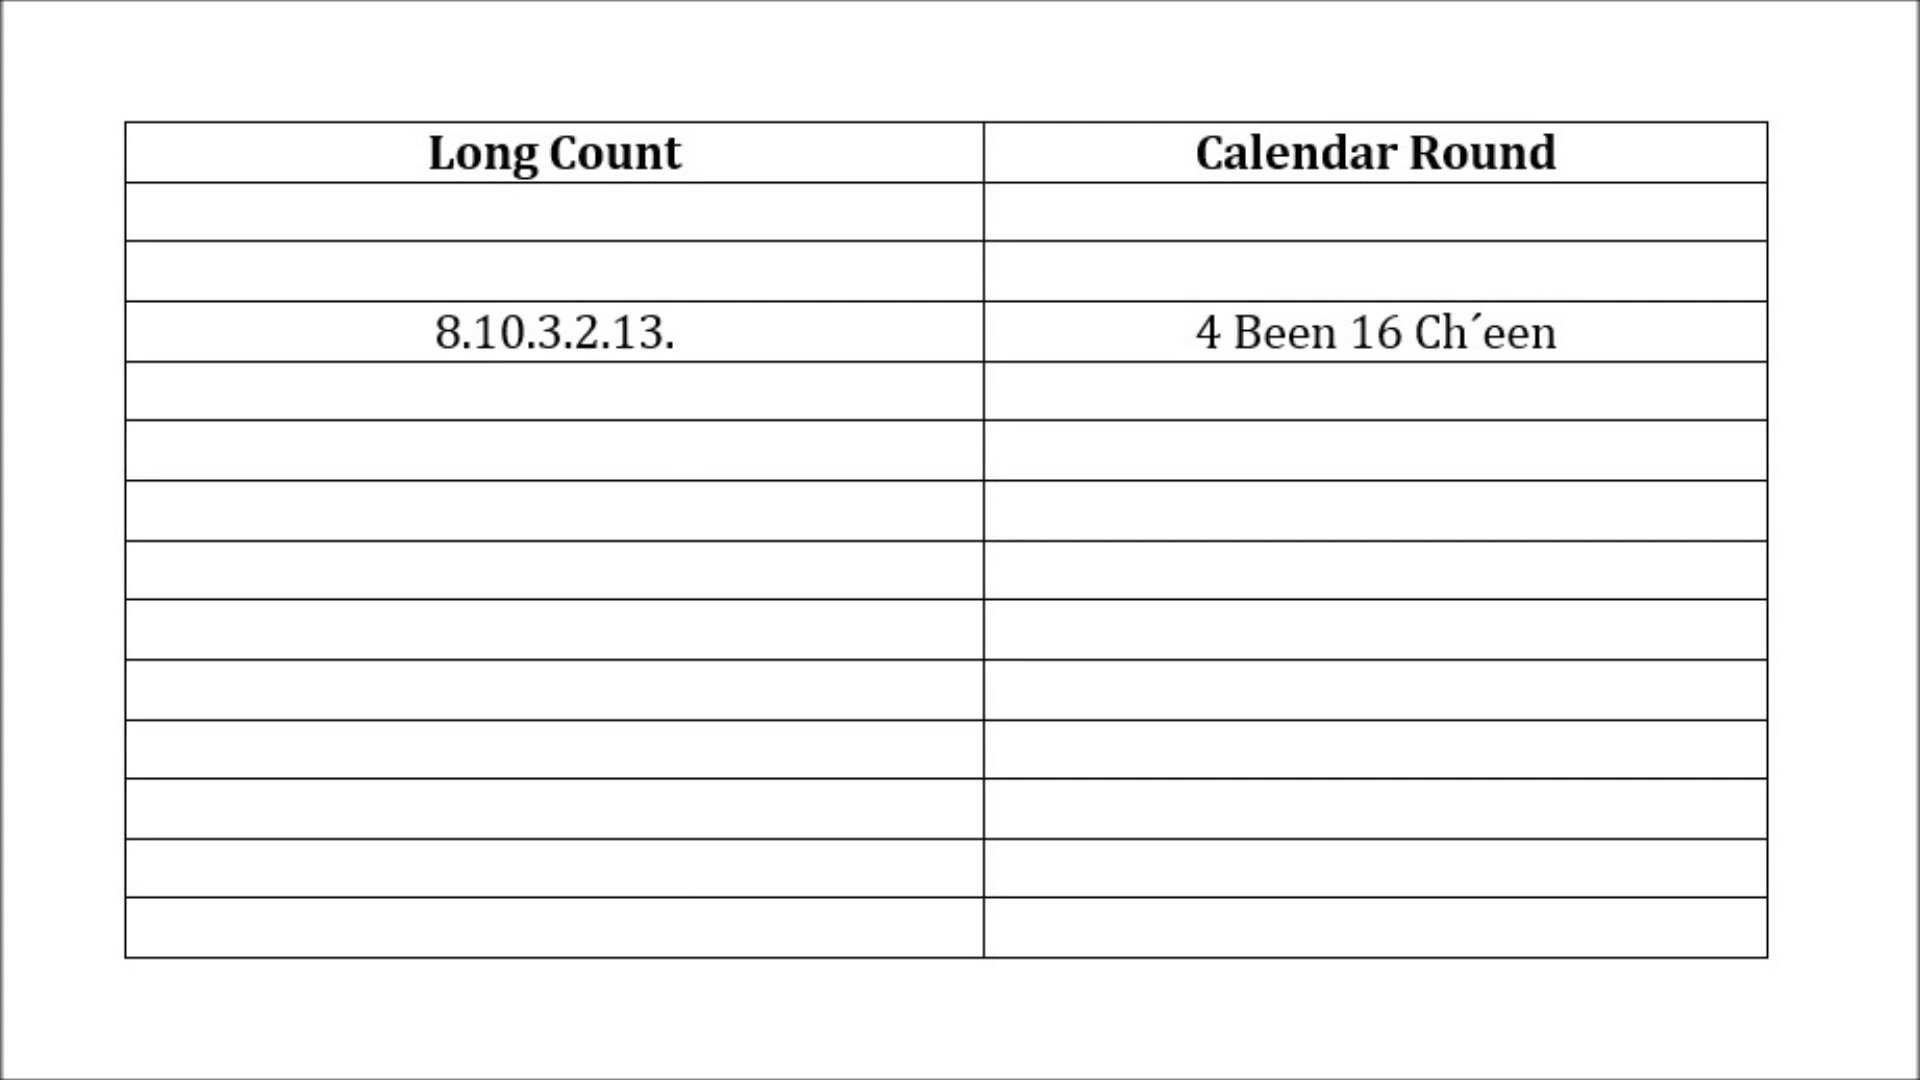 Long Count
Calendar Round
8.10.3.2.13.
4 Been 16 Ch´een